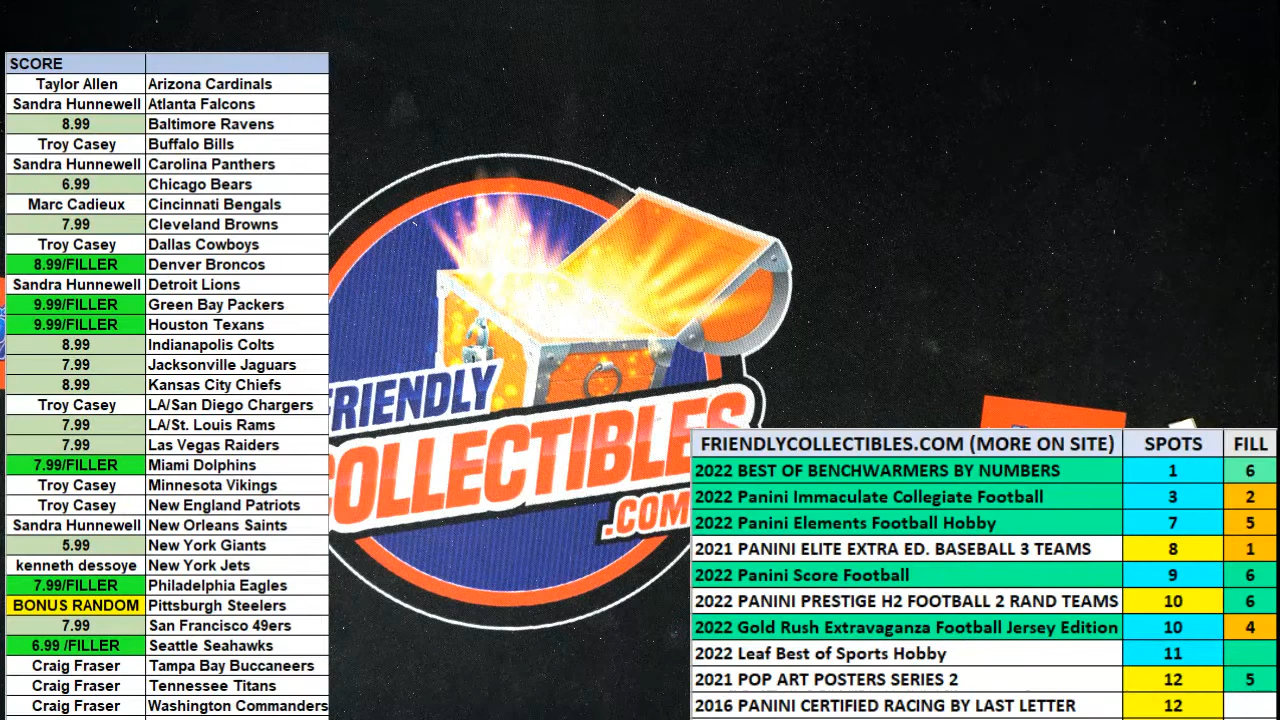 SCORE
Taylor Allen Arizona Cardinals
Sandra Hunnewell Atlanta Falcons
8.99 Baltimore Ravens
Troy Casey Buffalo Bills
Sandra Hunnewell Carolina Panthers
6.99 Chicago Bears
Marc Cadieux Cincinnati Bengals
7.99 Cleveland Browns
Troy Casey Dallas Cowboys
8.99/FILLER Denver Broncos
Sandra Hunnewell Detroit Lions
9.99/FILLER Green Bay Packers
9.99/FILLER Houston Texans
8.99 Indianapolis Colts
7.99 Jacksonville Jaguars
8.99 Kansas City Chiefs
Troy Casey LA/San Diego Chargers
7.99 LA/St. Louis Rams
7.99 Las Vegas Raiders
7.99/FILLER Miami Dolphins
Troy Casey Minnesota Vikings
Troy Casey New England Patriots
Sandra Hunnewell New Orleans Saints
5.99 New York Giants
kenneth dessoye New York Jets
7.99/FILLER Philadelphia Eagles
BONUS RANDOM Pittsburgh Steelers
7.99 San Francisco 49ers
6.99 /FILLER Seattle Seahawks
Craig Fraser Tampa Bay Buccaneers
Craig Fraser Tennessee Titans
Craig Fraser Washington Commanders
FRIENDLY
COLLECTIBLES
.COM
FRIENDLYCOLLECTIBLES.COM (MORE ON SITE) SPOTS FILL
2022 BEST OF BENCHWARMERS BY NUMBERS 1 6
2022 Panini Immaculate Collegiate Football 3 2
2022 Panini Elements Football Hobby 7 5
2021 PANINI ELITE EXTRA ED. BASEBALL 3 TEAMS 8 1
2022 Panini Score Football 9 6
2022 PANINI PRESTIGE H2 FOOTBALL 2 RAND TEAMS 10 6
2022 Gold Rush Extravaganza Football Jersey Edition 10 4
2022 Leaf Best of Sports Hobby 11
2021 POP ART POSTERS SERIES 2 12 5
2016 PANINI CERTIFIED RACING BY LAST LETTER 12